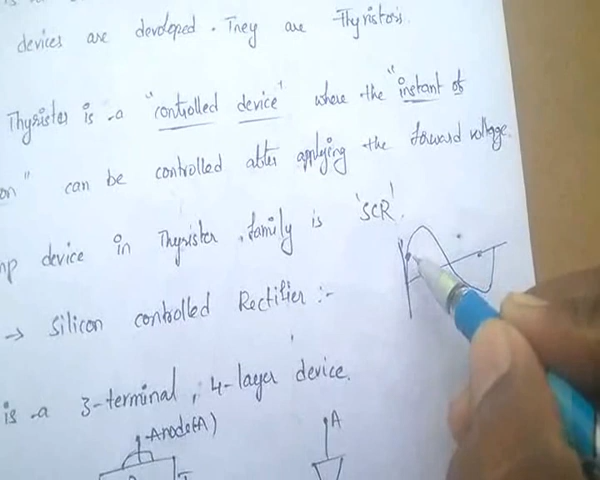 devices are developed. They are Thyristors.
Thyristor is a "controlled device" where the "instant of
on" can be controlled after applying the forward voltage.
mp device in Thyristor family is 'SCR'.
→ Silicon controlled Rectifier :-
is a 3-terminal, 4-layer device.
Anode(A)
A